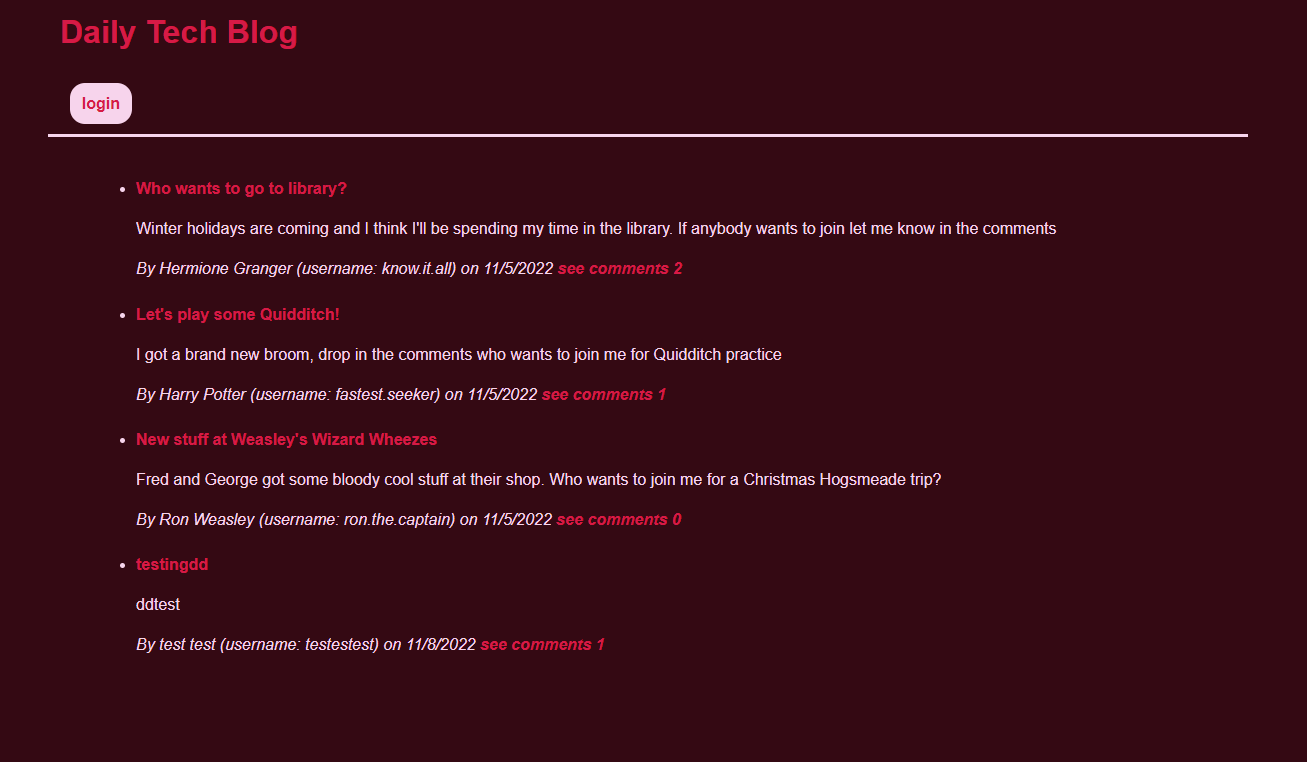 Daily Tech Blog
login
Who wants to go to library?
Winter holidays are coming and I think I'll be spending my time in the library. If anybody wants to join let me know in the comments
By Hermione Granger (username: know.it.all) on 11/5/2022 see comments 2
Let's play some Quidditch!
I got a brand new broom, drop in the comments who wants to join me for Quidditch practice
By Harry Potter (username: fastest.seeker) on 11/5/2022 see comments 1
New stuff at Weasley's Wizard Wheezes
Fred and George got some bloody cool stuff at their shop. Who wants to join me for a Christmas Hogsmeade trip?
By Ron Weasley (username: ron.the.captain) on 11/5/2022 see comments 0
testingdd
ddtest
By test test (username: testestest) on 11/8/2022 see comments 1